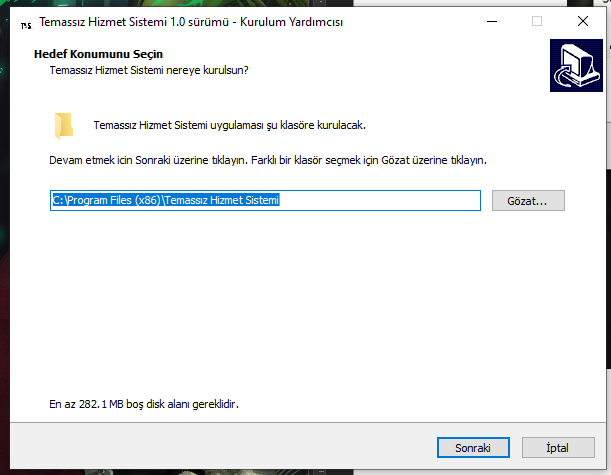 Temassız Hizmet Sistemi 1.0 sürümü - Kurulum Yardımcısı
Hedef Konumunu Seçin
Temassız Hizmet Sistemi nereye kurulsun?
Temassız Hizmet Sistemi uygulaması şu klasöre kurulacak.
Devam etmek için Sonraki üzerine tıklayın. Farklı bir klasör seçmek için Gözat üzerine tıklayın.
C:\Program Files (x86)\Temassız Hizmet Sistemi
Gözat...
En az 282.1 MB boş disk alanı gereklidir.
Sonraki
İptal